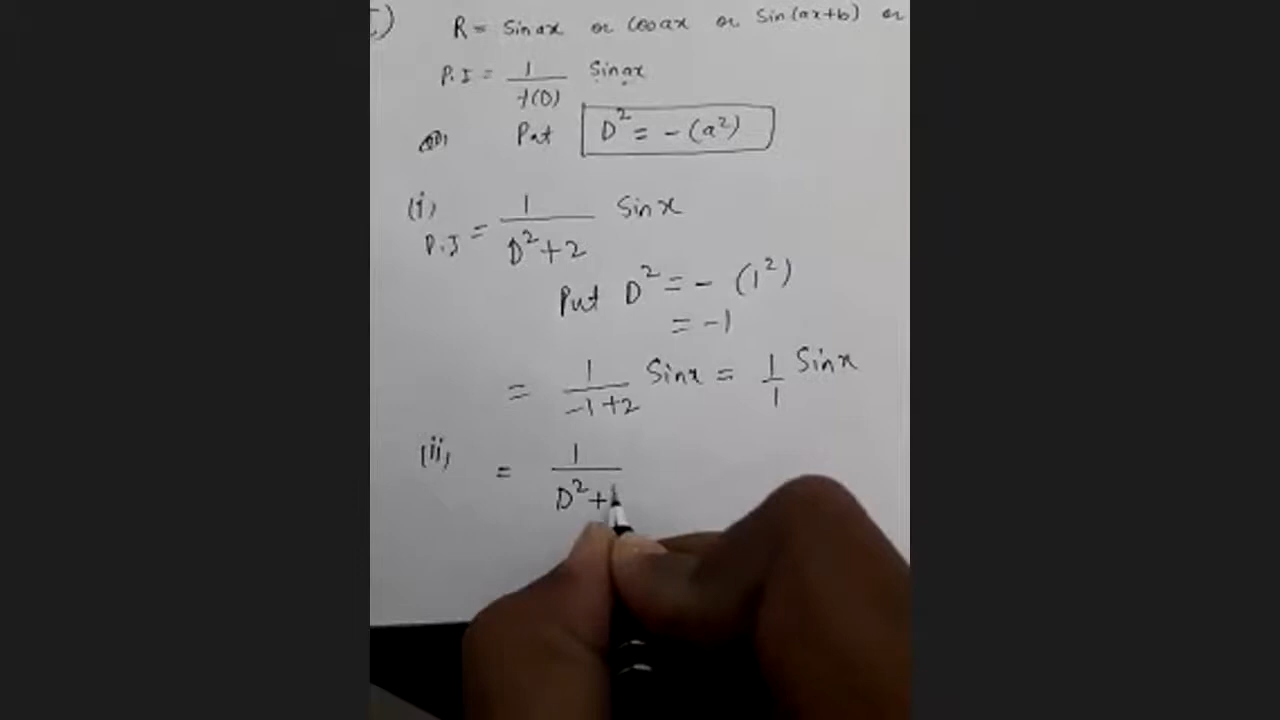 R = Sin ax or Cos ax or Sin (ax+b) or
P.I = 1/f(D) Sin ax
Put D² = -(a²)
(i)
P.I = 1/(D²+2) Sin x
Put D² = - (1²)
= -1
= 1/(-1+2) Sin x = 1/1 Sin x
(ii) = 1/(D²+